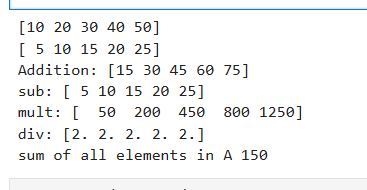 [10 20 30 40 50]
[ 5 10 15 20 25]
Addition: [15 30 45 60 75]
sub: [ 5 10 15 20 25]
mult: [  50  200  450  800 1250]
div: [2. 2. 2. 2. 2.]
sum of all elements in A 150